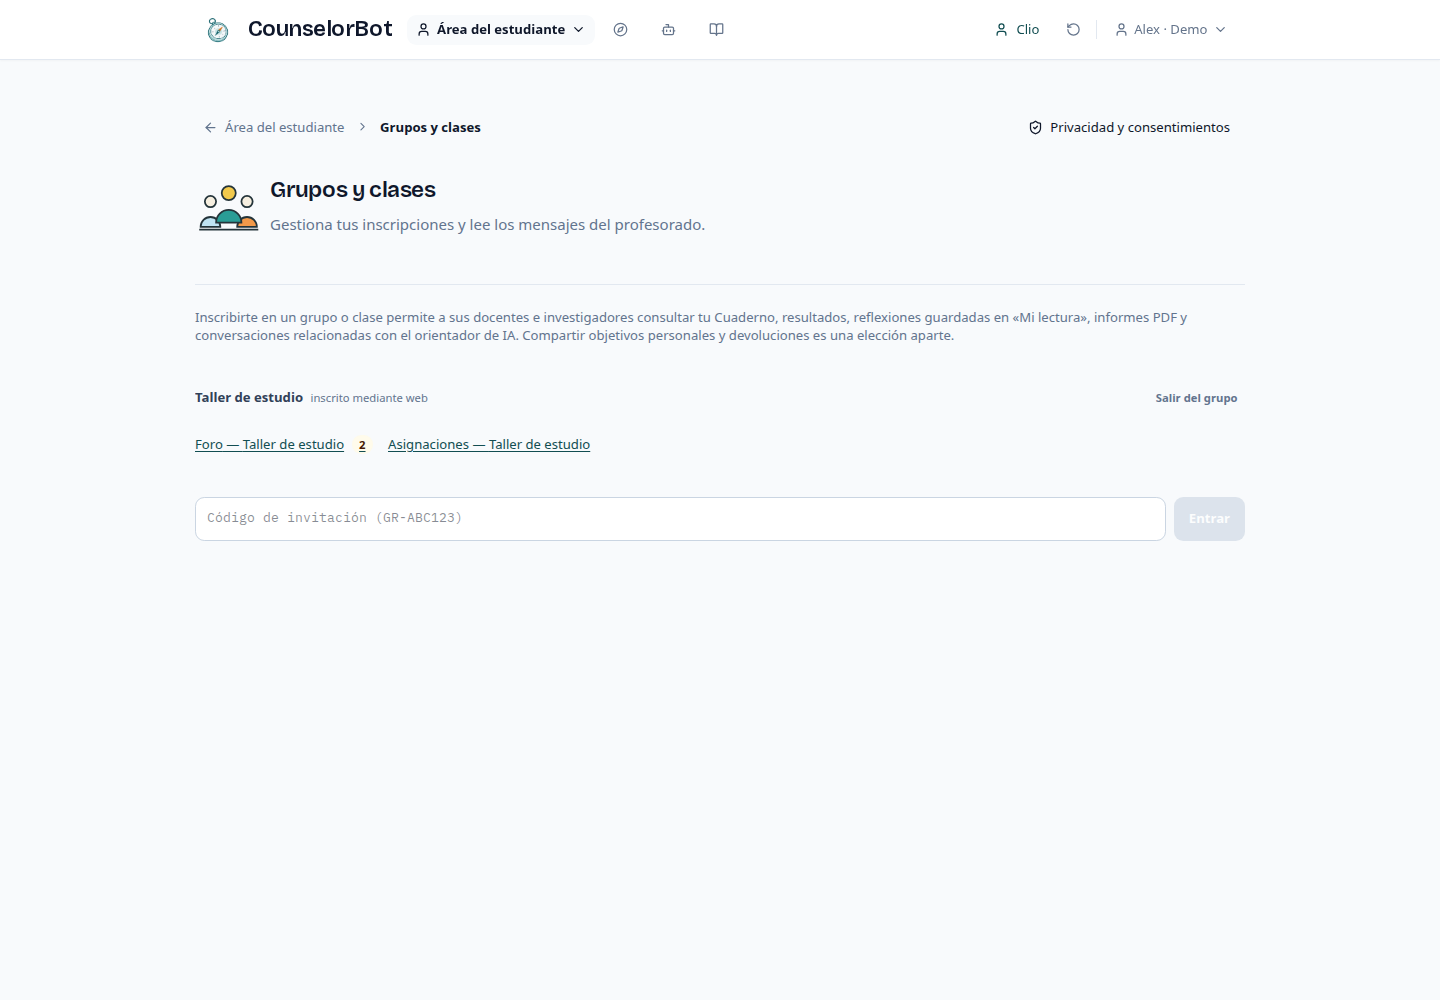 CounselorBot
Área del estudiante
Clio
Alex · Demo
Área del estudiante
Grupos y clases
Privacidad y consentimientos
Grupos y clases
Gestiona tus inscripciones y lee los mensajes del profesorado.
Inscribirte en un grupo o clase permite a sus docentes e investigadores consultar tu Cuaderno, resultados, reflexiones guardadas en «Mi lectura», informes PDF y
conversaciones relacionadas con el orientador de IA. Compartir objetivos personales y devoluciones es una elección aparte.
Taller de estudio inscrito mediante web
Salir del grupo
Foro — Taller de estudio 2 Asignaciones — Taller de estudio
Código de invitación (GR-ABC123)
Entrar